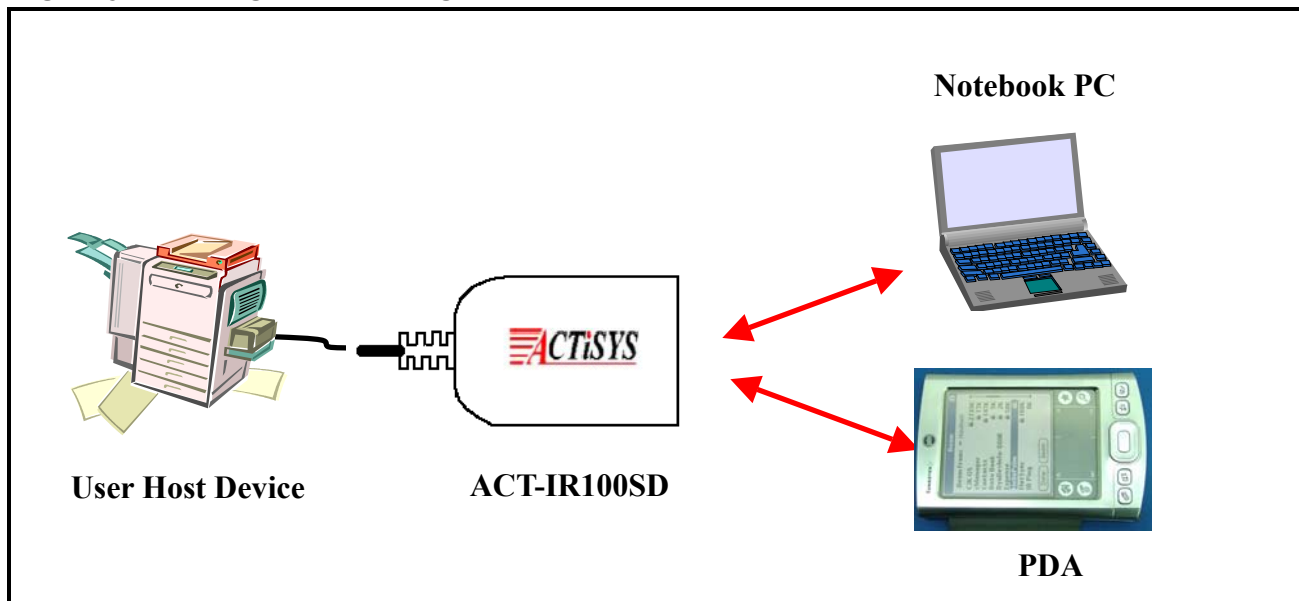 Notebook PC
ACTiSYS
User Host Device
ACT-IR100SD
PDA